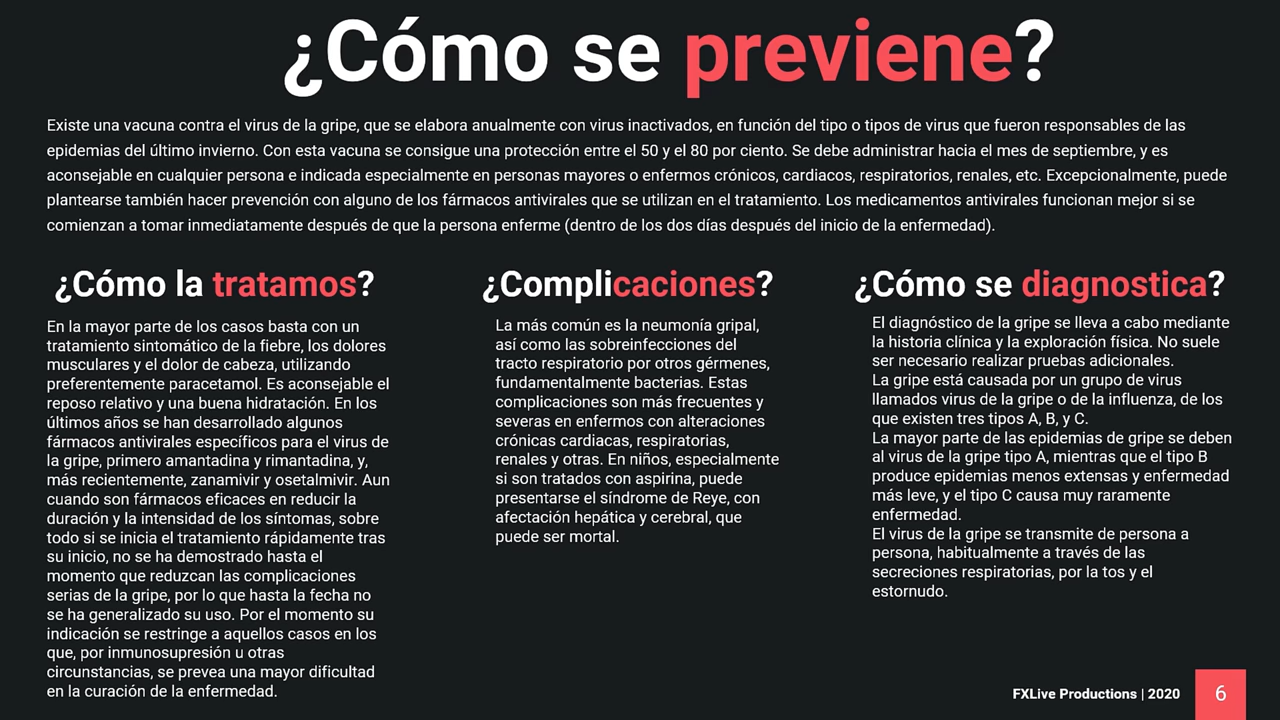 ¿Cómo se previene?
Existe una vacuna contra el virus de la gripe, que se elabora anualmente con virus inactivados, en función del tipo o tipos de virus que fueron responsables de las
epidemias del último invierno. Con esta vacuna se consigue una protección entre el 50 y el 80 por ciento. Se debe administrar hacia el mes de septiembre, y es
aconsejable en cualquier persona e indicada especialmente en personas mayores o enfermos crónicos, cardiacos, respiratorios, renales, etc. Excepcionalmente, puede
plantearse también hacer prevención con alguno de los fármacos antivirales que se utilizan en el tratamiento. Los medicamentos antivirales funcionan mejor si se
comienzan a tomar inmediatamente después de que la persona enferme (dentro de los dos días después del inicio de la enfermedad).
¿Cómo la tratamos?
En la mayor parte de los casos basta con un
tratamiento sintomático de la fiebre, los dolores
musculares y el dolor de cabeza, utilizando
preferentemente paracetamol. Es aconsejable el
reposo relativo y una buena hidratación. En los
últimos años se han desarrollado algunos
fármacos antivirales específicos para el virus de
la gripe, primero amantadina y rimantadina, y,
más recientemente, zanamivir y osetalmivir. Aun
cuando son fármacos eficaces en reducir la
duración y la intensidad de los síntomas, sobre
todo si se inicia el tratamiento rápidamente tras
su inicio, no se ha demostrado hasta el
momento que reduzcan las complicaciones
serias de la gripe, por lo que hasta la fecha no
se ha generalizado su uso. Por el momento su
indicación se restringe a aquellos casos en los
que, por inmunosupresión u otras
circunstancias, se prevea una mayor dificultad
en la curación de la enfermedad.
¿Complicaciones?
La más común es la neumonía gripal,
así como las sobreinfecciones del
tracto respiratorio por otros gérmenes,
fundamentalmente bacterias. Estas
complicaciones son más frecuentes y
severas en enfermos con alteraciones
crónicas cardiacas, respiratorias,
renales y otras. En niños, especialmente
si son tratados con aspirina, puede
presentarse el síndrome de Reye, con
afectación hepática y cerebral, que
puede ser mortal.
¿Cómo se diagnostica?
El diagnóstico de la gripe se lleva a cabo mediante
la historia clínica y la exploración física. No suele
ser necesario realizar pruebas adicionales.
La gripe está causada por un grupo de virus
llamados virus de la gripe o de la influenza, de los
que existen tres tipos A, B, y C.
La mayor parte de las epidemias de gripe se deben
al virus de la gripe tipo A, mientras que el tipo B
produce epidemias menos extensas y enfermedad
más leve, y el tipo C causa muy raramente
enfermedad.
El virus de la gripe se transmite de persona a
persona, habitualmente a través de las
secreciones respiratorias, por la tos y el
estornudo.
FXLive Productions | 2020
6